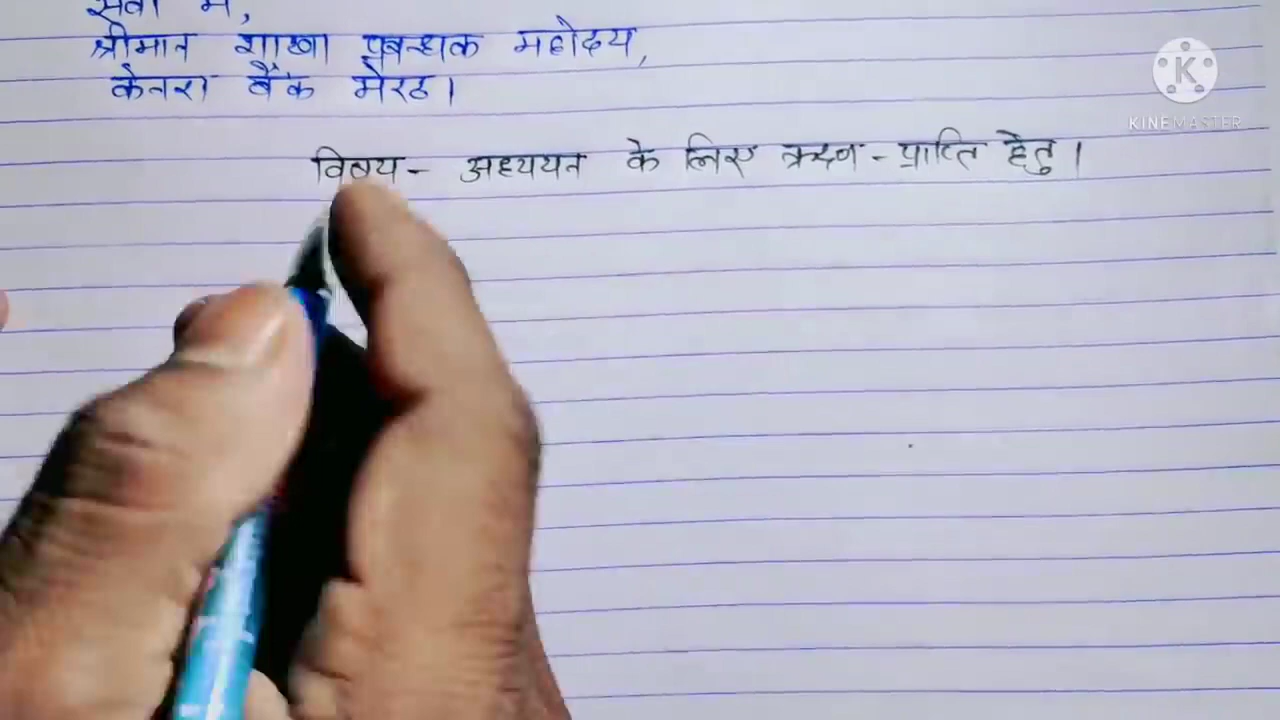 सेवा में,
श्रीमान शाखा प्रबन्धक महोदय,
केनरा बैंक मेरठ।
विषय - अध्ययन के लिए ऋण - प्राप्ति हेतु।
K
KINEMASTER